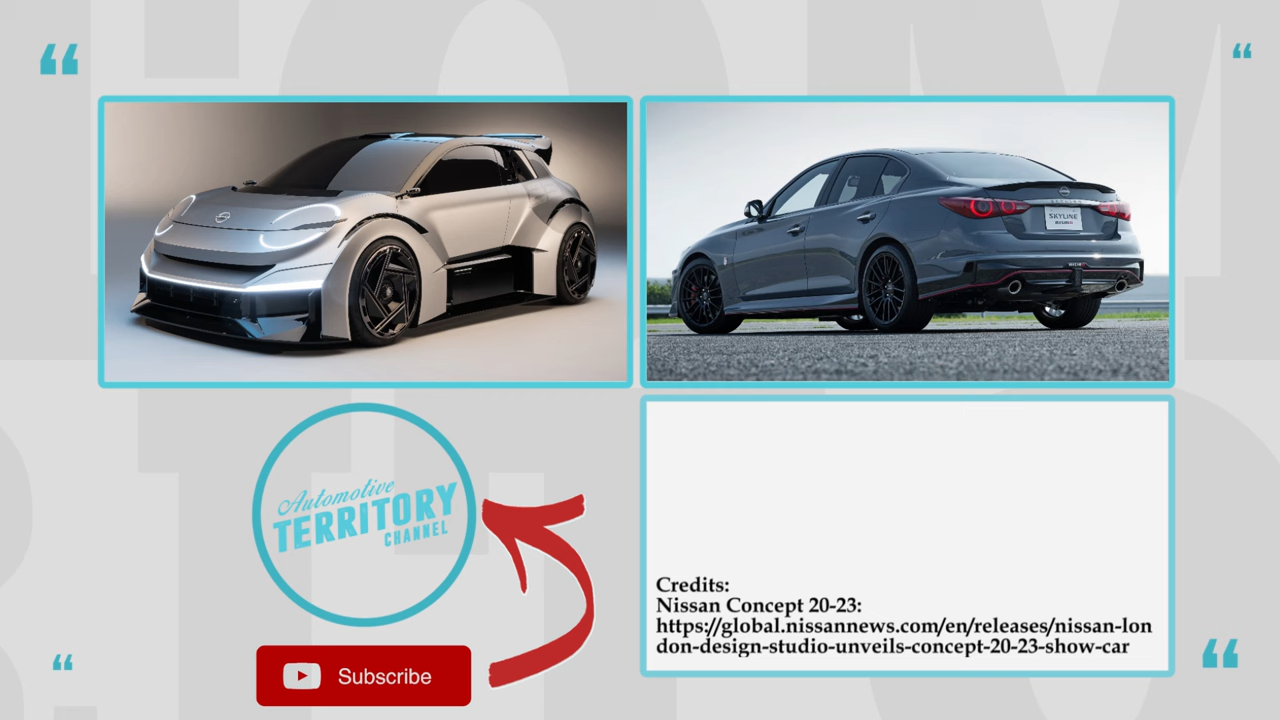 SKYLINE
Automotive
TERRITORY
CHANNEL
Subscribe
Credits:
Nissan Concept 20-23:
https://global.nissannews.com/en/releases/nissan-lon
don-design-studio-unveils-concept-20-23-show-car